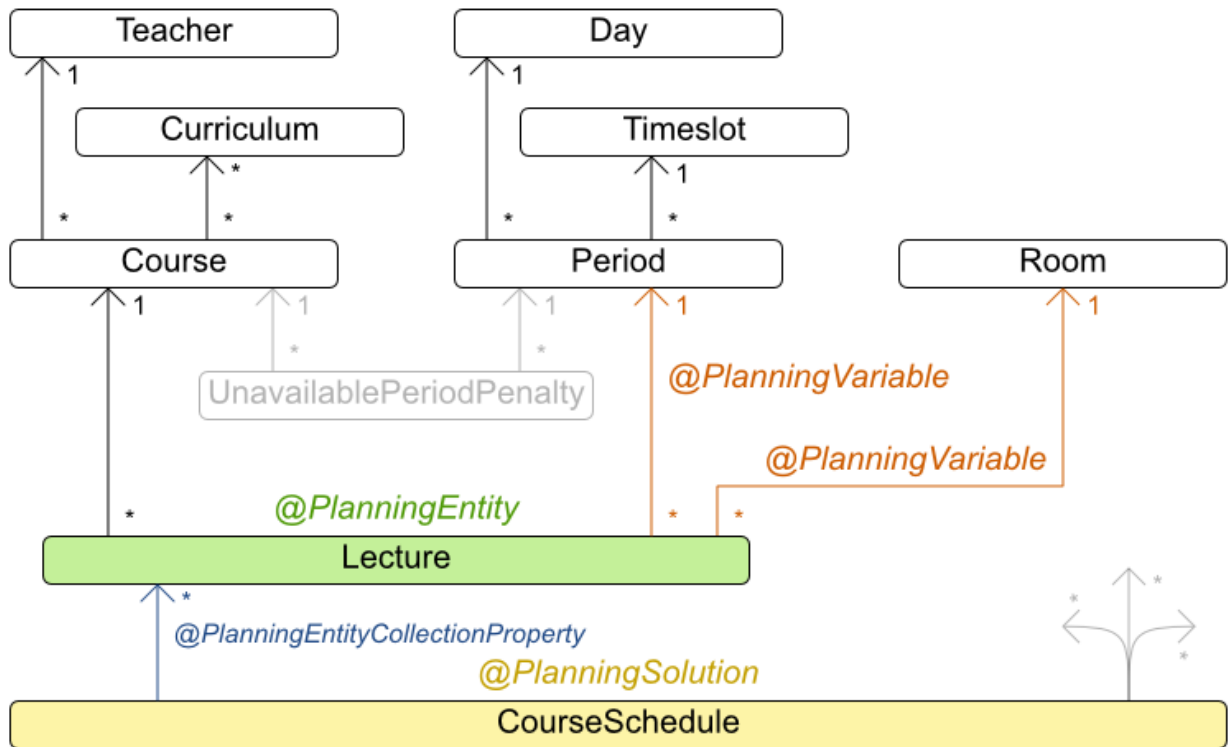 Teacher
Day
1
1
Curriculum
Timeslot
*
1
*
*
*
*
Course
Period
Room
1
1
1
1
1
*
*
UnavailablePeriodPenalty
@PlanningVariable
@PlanningVariable
@PlanningEntity
*
*
*
Lecture
*
*
*
@PlanningEntityCollectionProperty
*
@PlanningSolution
CourseSchedule